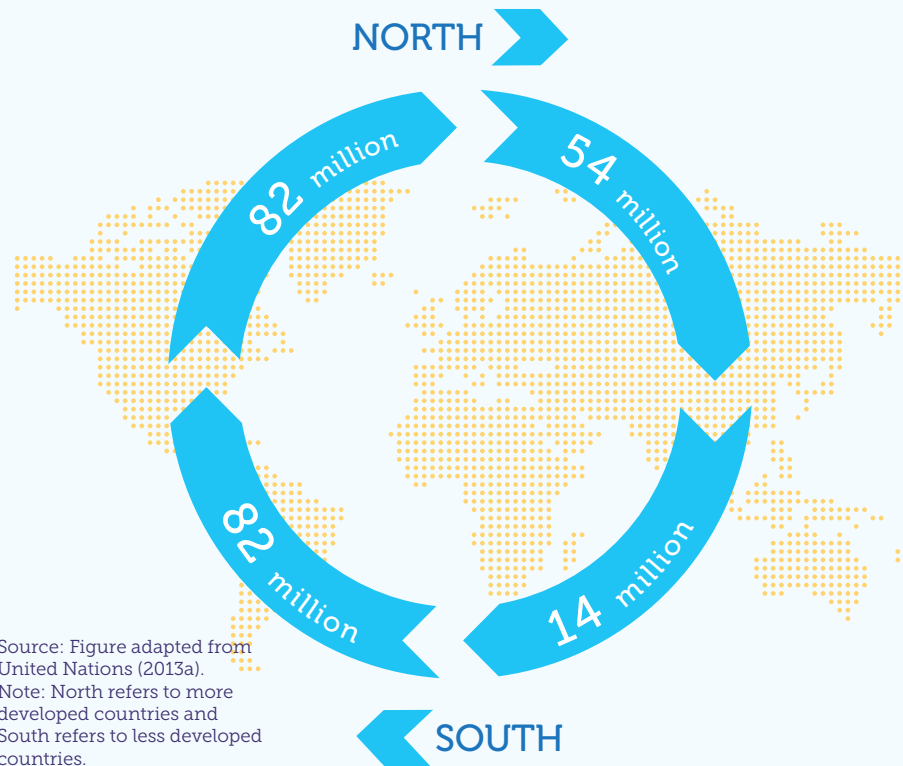 NORTH
82 million
54 million
82 million
14 million
Source: Figure adapted from
United Nations (2013a).
Note: North refers to more
developed countries and
South refers to less developed
countries.
SOUTH